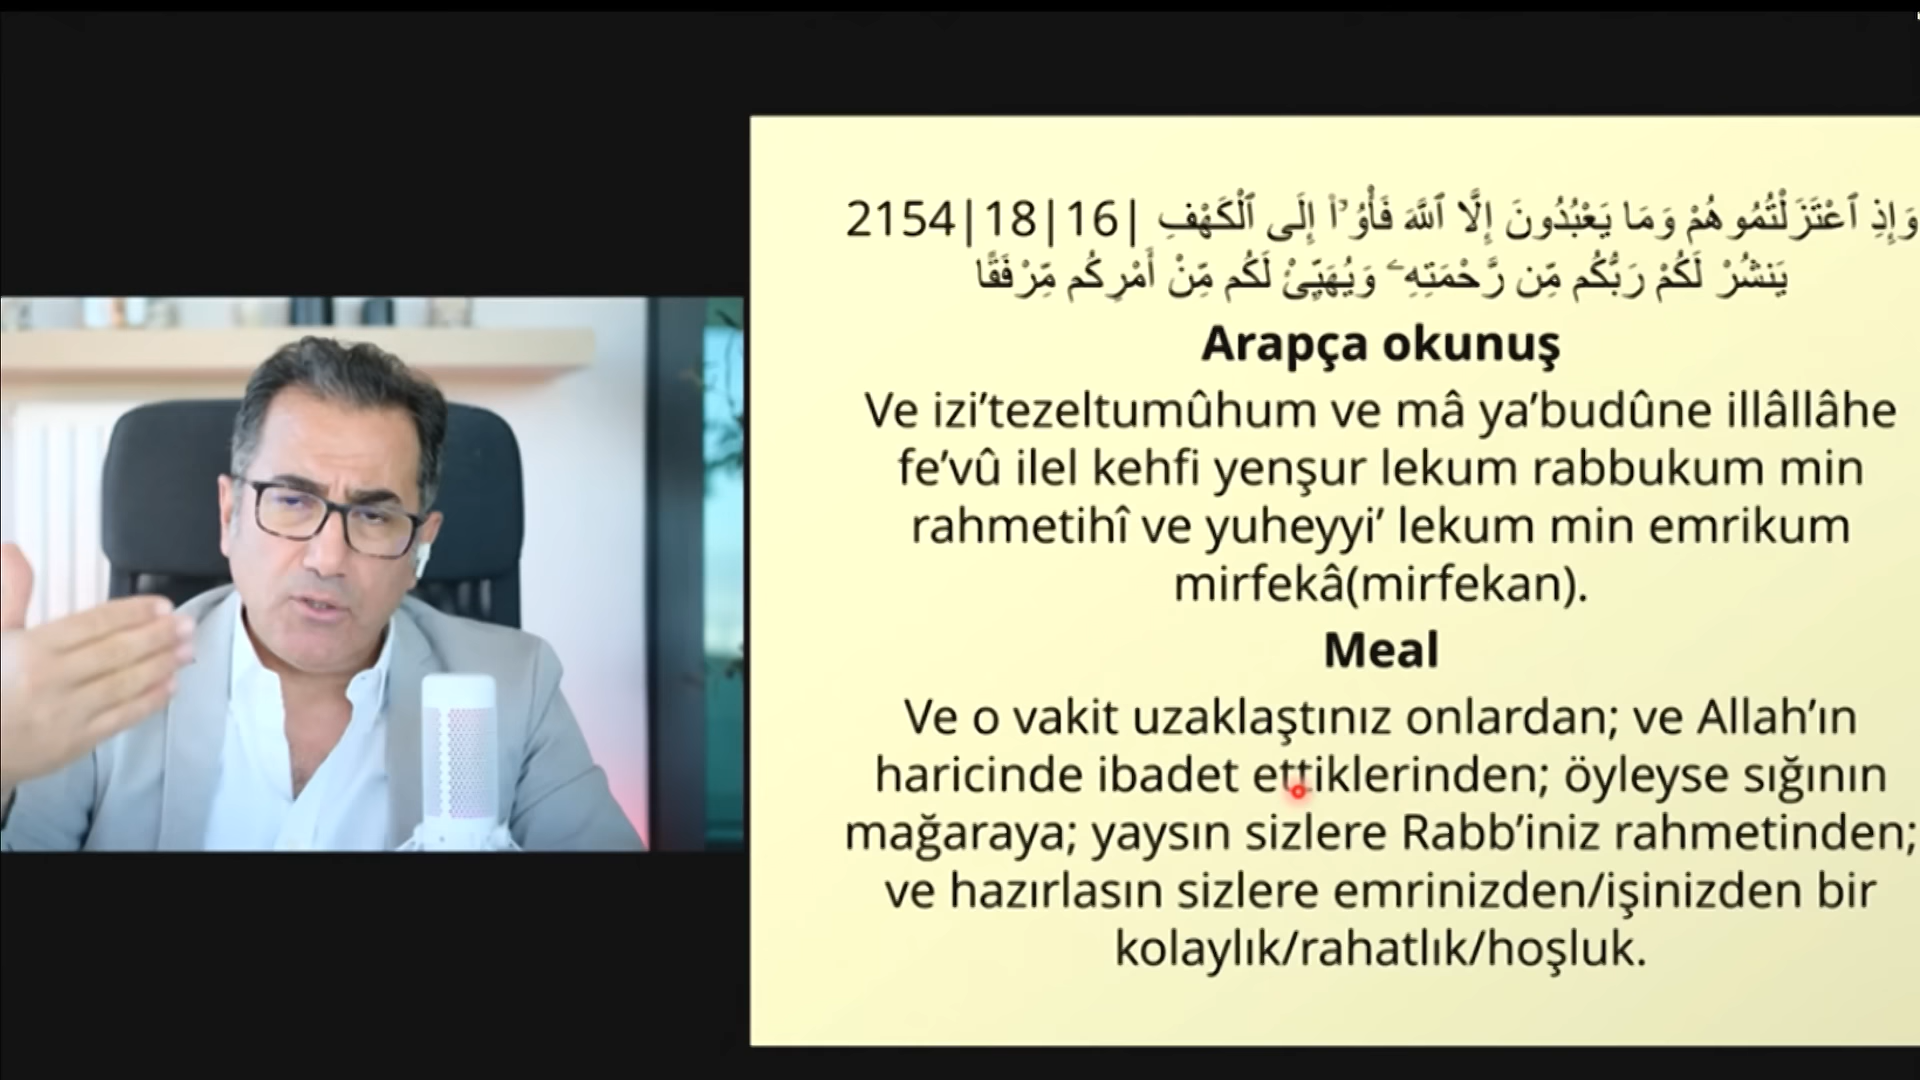 2154|18|16| وَإِذِ ٱعْتَزَلْتُمُوهُمْ وَمَا يَعْبُدُونَ إِلَّا ٱللَّهَ فَأْوُۥٓا۟ إِلَى ٱلْكَهْفِ
يَنشُرْ لَكُمْ رَبُّكُم مِّن رَّحْمَتِهِۦ وَيُهَيِّئْ لَكُم مِّنْ أَمْرِكُم مِّرْفَقًا
Arapça okunuş
Ve izi’tezeltumûhum ve mâ ya’budûne illâllâhe
fe’vû ilel kehfi yenşur lekum rabbukum min
rahmetihî ve yuheyyi’ lekum min emrikum
mirfekâ(mirfekan).
Meal
Ve o vakit uzaklaştınız onlardan; ve Allah’ın
haricinde ibadet ettiklerinden; öyleyse sığının
mağaraya; yaysın sizlere Rabb’iniz rahmetinden;
ve hazırlasın sizlere emrinizden/işinizden bir
kolaylık/rahatlık/hoşluk.